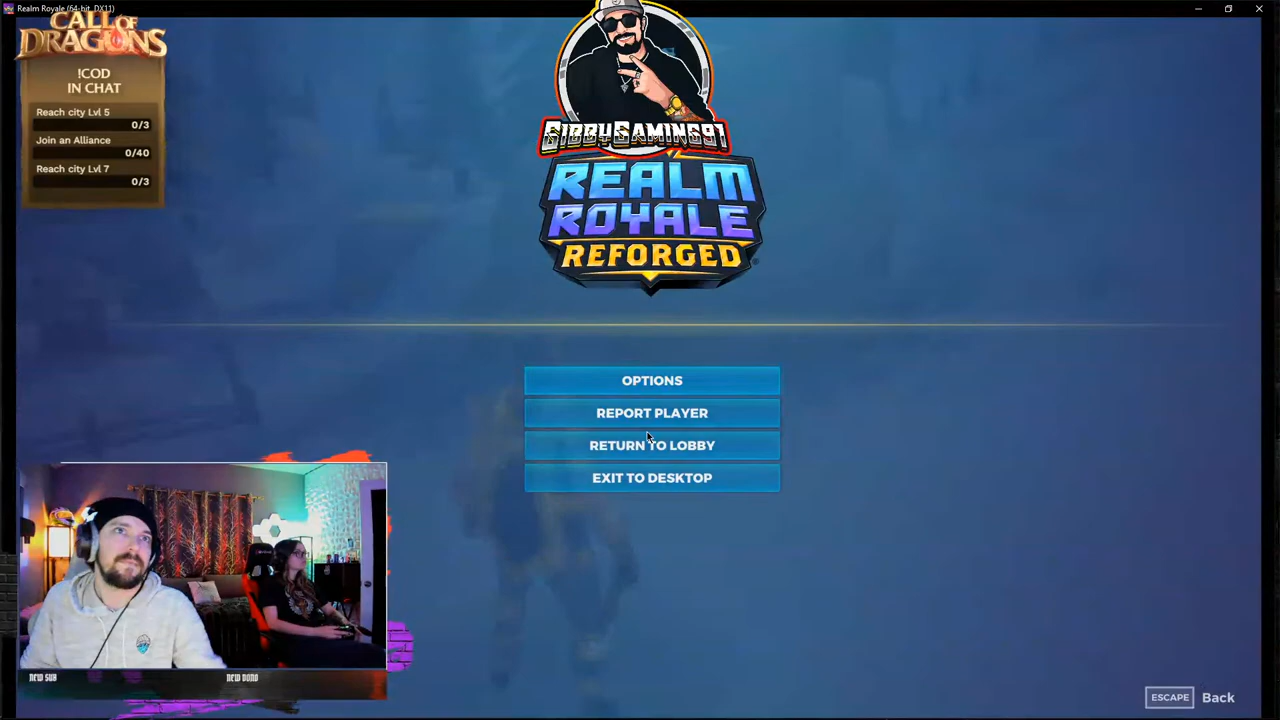 Realm Royale (64-bit, DX11)
CALL OF
DRAGONS
!COD
IN CHAT
Reach city Lvl 5
0/3
Join an Alliance
0/40
Reach city Lvl 7
0/3
GIBBYGAMING91
REALM
ROYALE
REFORGED
OPTIONS
REPORT PLAYER
RETURN TO LOBBY
EXIT TO DESKTOP
NEW SUB
NEW DONO
ESCAPE Back